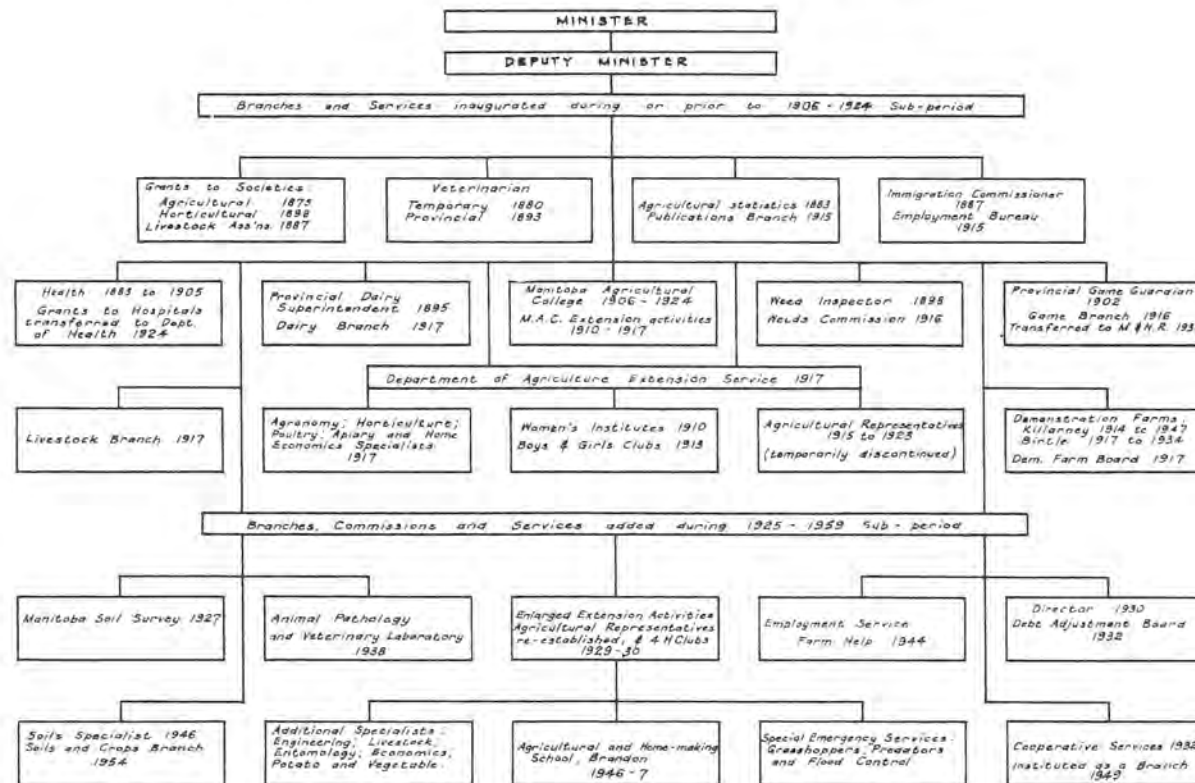 MINISTER
DEPUTY MINISTER
Branches and Services inaugurated during or prior to 1906-1924 Sub-period
Grants to Societies:
Agricultural 1875
Horticultural 1898
Livestock Ass'ns. 1887
Veterinarian
Temporary 1880
Provincial 1893
Agricultural statistics 1883
Publications Branch 1915
Immigration Commissioner
1887
Employment Bureau
1915
Health 1883 to 1905
Grants to Hospitals
transferred to Dept.
of Health 1924
Provincial Dairy
Superintendent 1895
Dairy Branch 1917
Manitoba Agricultural
College 1906-1924
M.A.C. Extension activities
1910-1917
Weed Inspector 1898
Weeds Commission 1916
Provincial Game Guardian
1902
Game Branch 1916
Transferred to M & N.R.
Department of Agriculture Extension Service 1917
Livestock Branch 1917
Agronomy; Horticulture;
Poultry; Apiary and Home
Economics Specialists
1917
Women's Institutes 1910
Boys & Girls Clubs 1913
Agricultural Representatives
1915 to 1923
(temporarily discontinued)
Demonstration Farms:
Killarney 1914 to 1947
Birtle 1917 to 1934
Dem. Farm Board 1917
Branches, Commissions and Services added during 1925-1959 Sub-period
Manitoba Soil Survey 1927
Animal Pathology
and Veterinary Laboratory
1938
Enlarged Extension Activities
Agricultural Representatives
re-established, & 4 H Clubs
1929-30
Employment Service
Farm Help 1944
Director 1930
Debt Adjustment Board
1932
Soils Specialist 1946
Soils and Crops Branch
1954
Additional Specialists:
Engineering; Livestock;
Entomology; Economics,
Potato and Vegetable.
Agricultural and Home-making
School, Brandon
1946-7
Special Emergency Services:
Grasshoppers; Predators
and Flood Control
Cooperative Services
Instituted as a Branch
1949